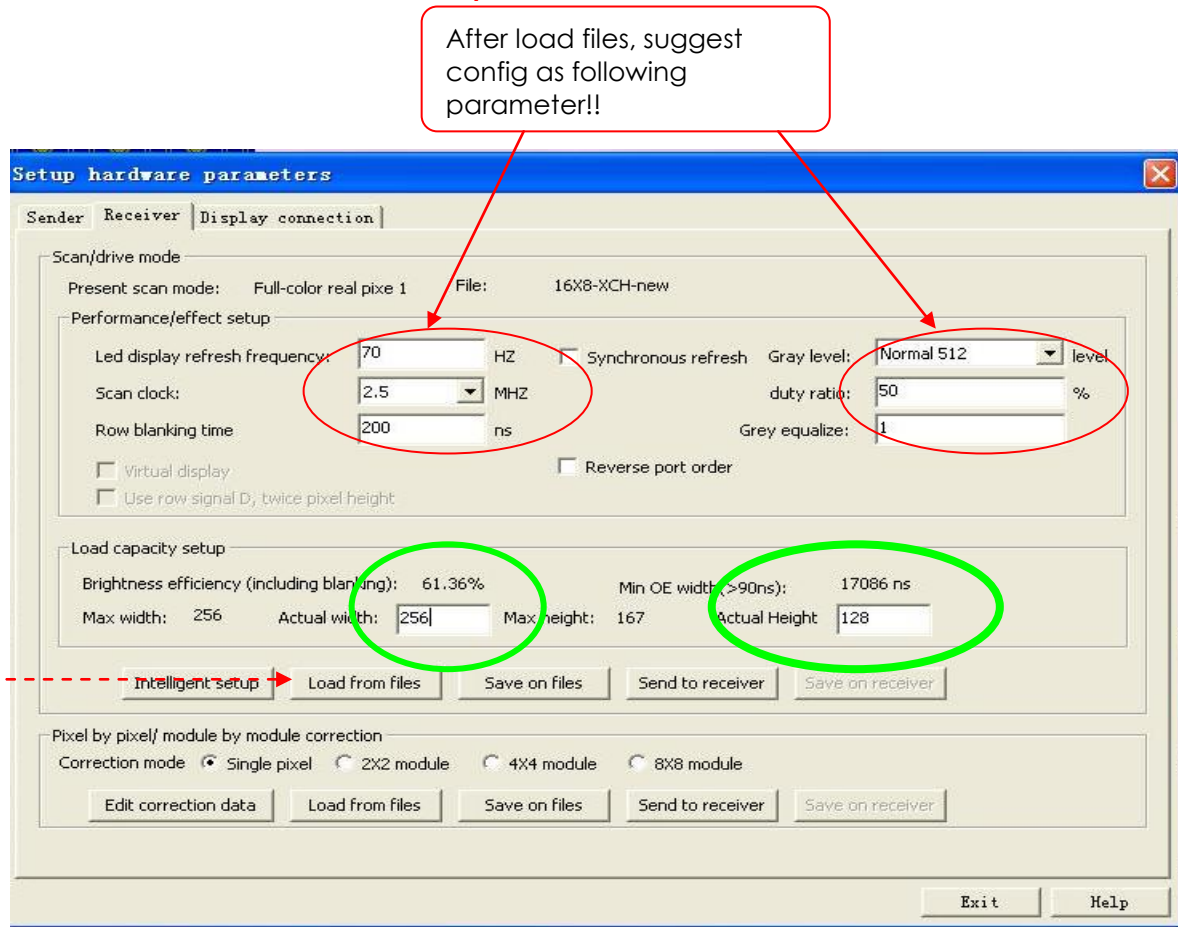 After load files, suggest
config as following
parameter!!
Setup hardware parameters
Sender Receiver Display connection
Scan/drive mode
Present scan mode: Full-color real pixe 1 File: 16X8-XCH-new
Performance/effect setup
Led display refresh frequency: 70 HZ Synchronous refresh Gray level: Normal 512 level
Scan clock: 2.5 MHZ duty ratio: 50 %
Row blanking time 200 ns Grey equalize: 1
Virtual display Reverse port order
Use row signal D, twice pixel height
Load capacity setup
Brightness efficiency (including blanking): 61.36% Min OE width(>90ns): 17086 ns
Max width: 256 Actual width: 256 Max height: 167 Actual Height 128
Intelligent setup Load from files Save on files Send to receiver Save on receiver
Pixel by pixel/ module by module correction
Correction mode Single pixel 2X2 module 4X4 module 8X8 module
Edit correction data Load from files Save on files Send to receiver Save on receiver
Exit Help